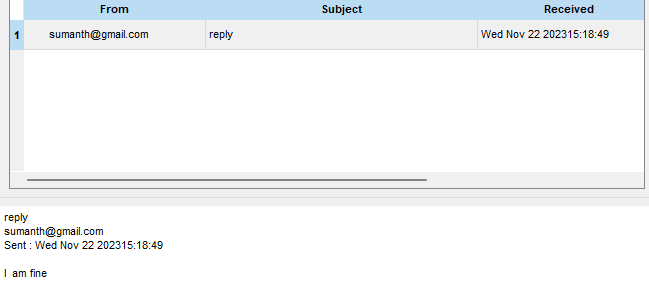 From Subject Received
1 sumanth@gmail.com reply Wed Nov 22 202315:18:49
reply
sumanth@gmail.com
Sent : Wed Nov 22 202315:18:49
I am fine